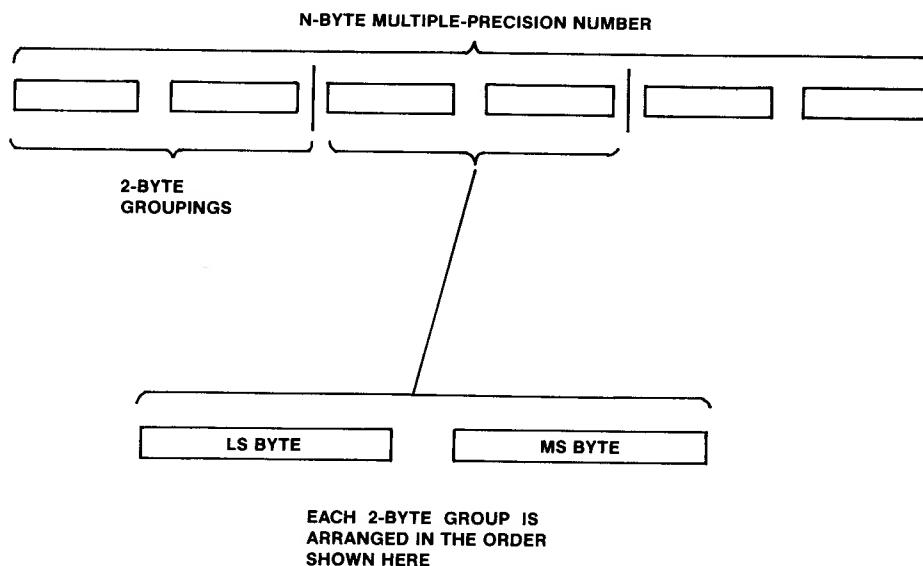 N-BYTE MULTIPLE-PRECISION NUMBER
2-BYTE
GROUPINGS
LS BYTE
MS BYTE
EACH 2-BYTE GROUP IS
ARRANGED IN THE ORDER
SHOWN HERE